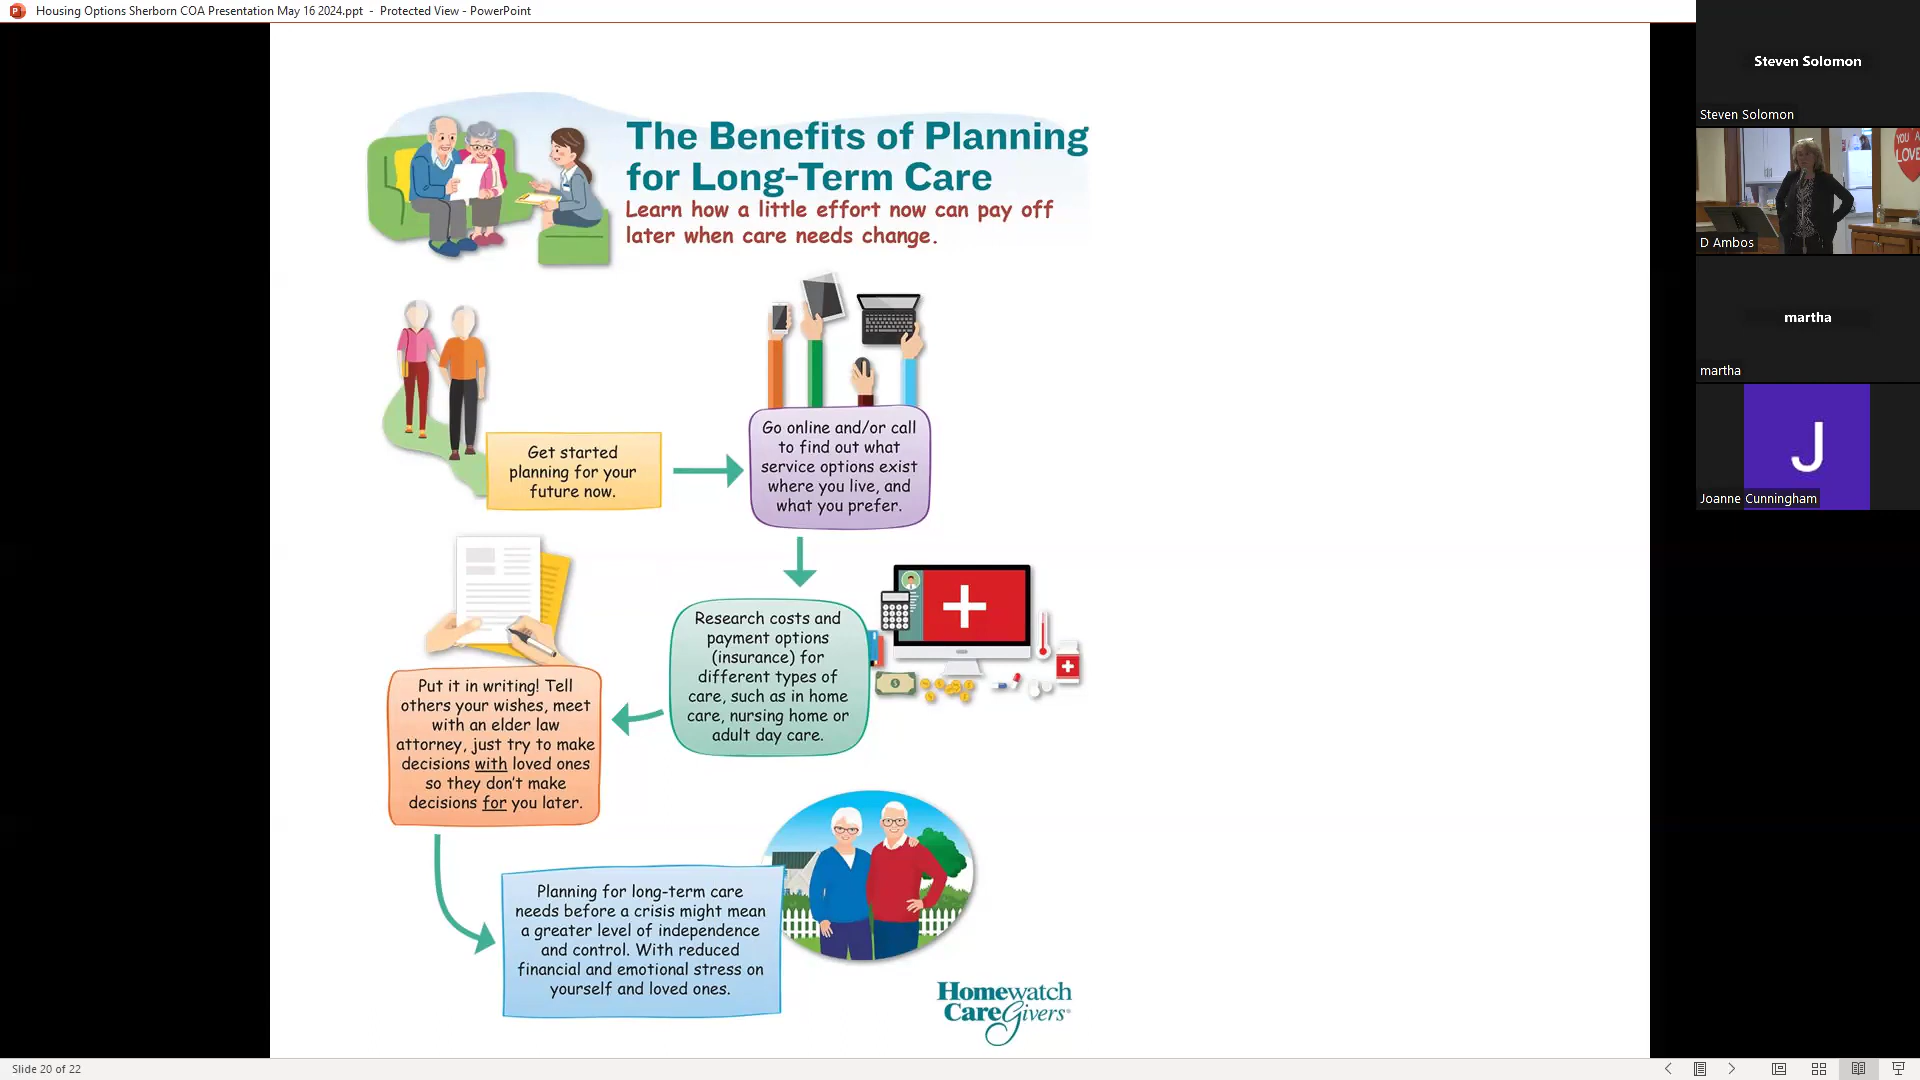 Housing Options Sherborn COA Presentation May 16 2024.ppt - Protected View - PowerPoint
The Benefits of Planning
for Long-Term Care
Learn how a little effort now can pay off
later when care needs change.
Get started
planning for your
future now.
Go online and/or call
to find out what
service options exist
where you live, and
what you prefer.
Research costs and
payment options
(insurance) for
different types of
care, such as in home
care, nursing home or
adult day care.
Put it in writing! Tell
others your wishes, meet
with an elder law
attorney, just try to make
decisions with loved ones
so they don't make
decisions for you later.
Planning for long-term care
needs before a crisis might mean
a greater level of independence
and control. With reduced
financial and emotional stress on
yourself and loved ones.
Homewatch
CareGivers®
Steven Solomon
Steven Solomon
YOU A
LOVE
D Ambos
martha
martha
J
Joanne Cunningham
Slide 20 of 22